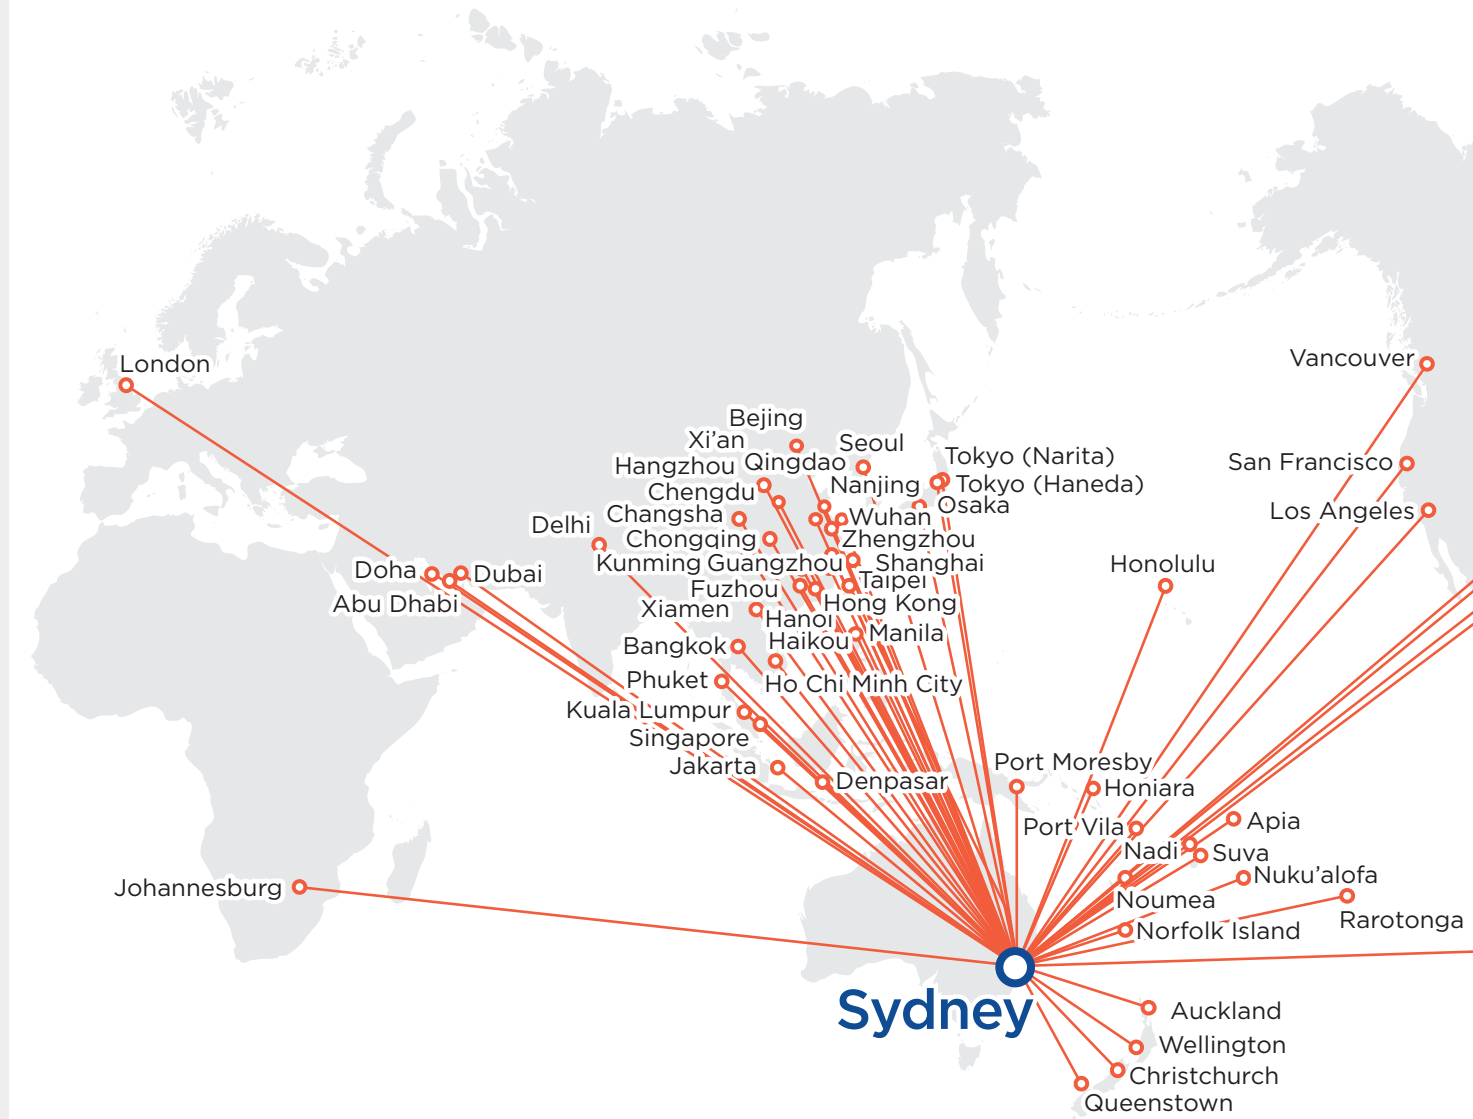 London
Vancouver
Bejing
Xi'an
Seoul
Tokyo (Narita)
Hangzhou
Qingdao
San Francisco
Chengdu
Nanjing
Tokyo (Haneda)
Changsha
Wuhan
Osaka
Los Angeles
Delhi
Chongqing
Zhengzhou
Kunming
Guangzhou
Shanghai
Honolulu
Doha
Dubai
Fuzhou
Taipei
Abu Dhabi
Xiamen
Hanoi
Hong Kong
Haikou
Manila
Bangkok
Phuket
Ho Chi Minh City
Kuala Lumpur
Singapore
Jakarta
Denpasar
Port Moresby
Honiara
Port Vila
Apia
Nadi
Suva
Nuku'alofa
Johannesburg
Noumea
Rarotonga
Norfolk Island
Sydney
Auckland
Wellington
Christchurch
Queenstown